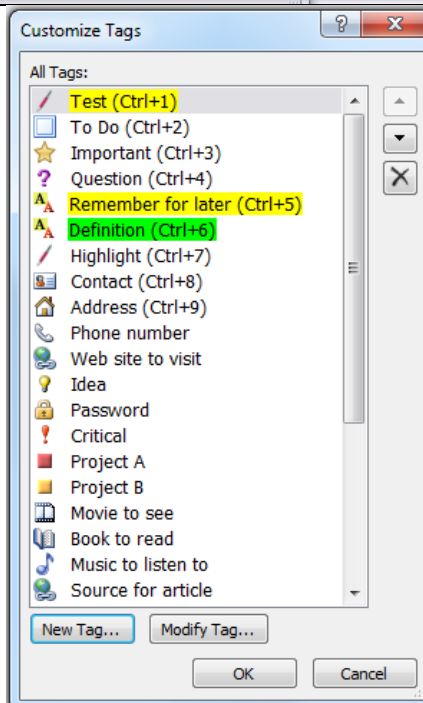 Customize Tags
All Tags:
Test (Ctrl+1)
To Do (Ctrl+2)
Important (Ctrl+3)
Question (Ctrl+4)
Remember for later (Ctrl+5)
Definition (Ctrl+6)
Highlight (Ctrl+7)
Contact (Ctrl+8)
Address (Ctrl+9)
Phone number
Web site to visit
Idea
Password
Critical
Project A
Project B
Movie to see
Book to read
Music to listen to
Source for article
New Tag... Modify Tag...
OK Cancel